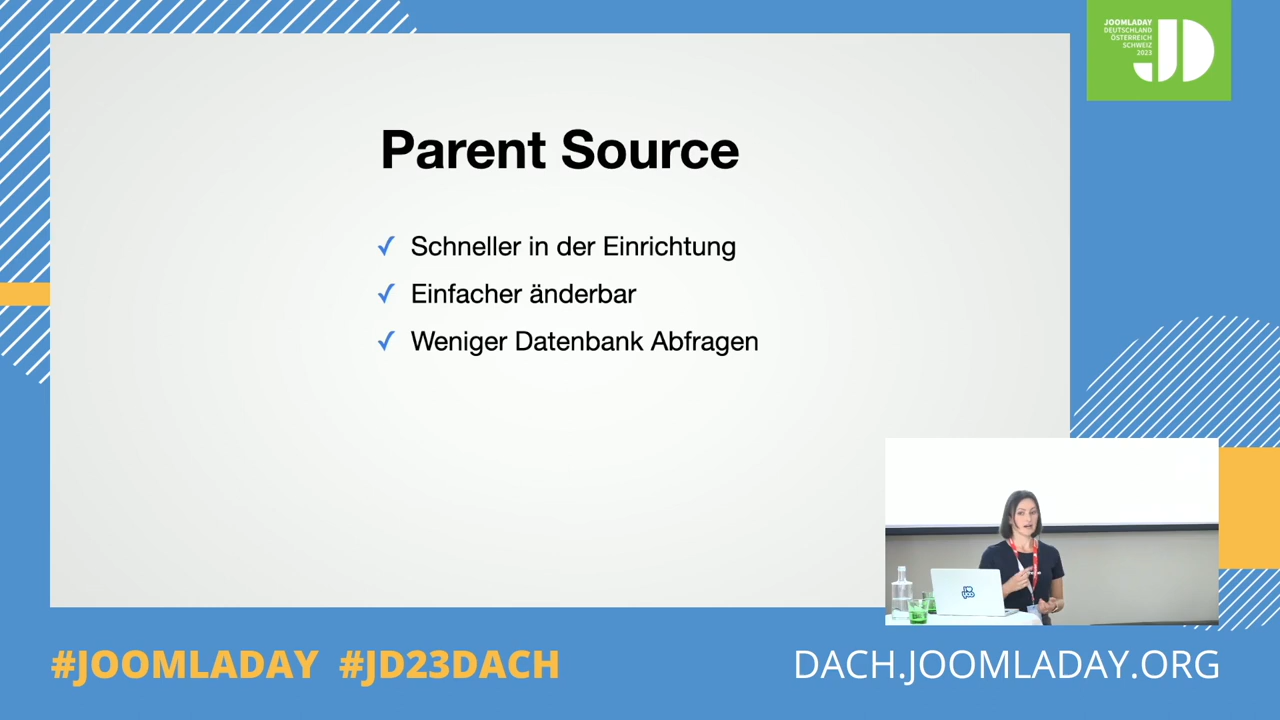 JOOMLADAY
DEUTSCHLAND
ÖSTERREICH
SCHWEIZ
2023
JD
Parent Source
✓ Schneller in der Einrichtung
✓ Einfacher änderbar
✓ Weniger Datenbank Abfragen
#JOOMLADAY #JD23DACH
DACH.JOOMLADAY.ORG